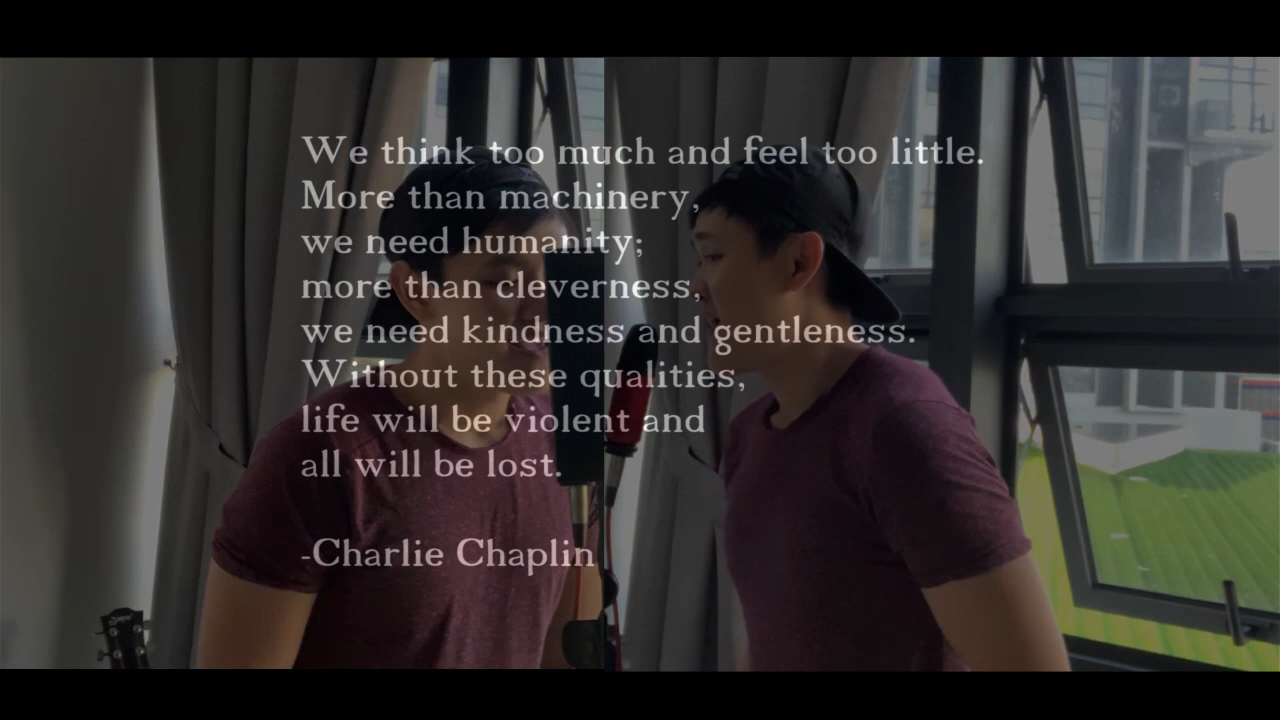 We think too much and feel too little.
More than machinery,
we need humanity;
more than cleverness,
we need kindness and gentleness.
Without these qualities,
life will be violent and
all will be lost.
-Charlie Chaplin